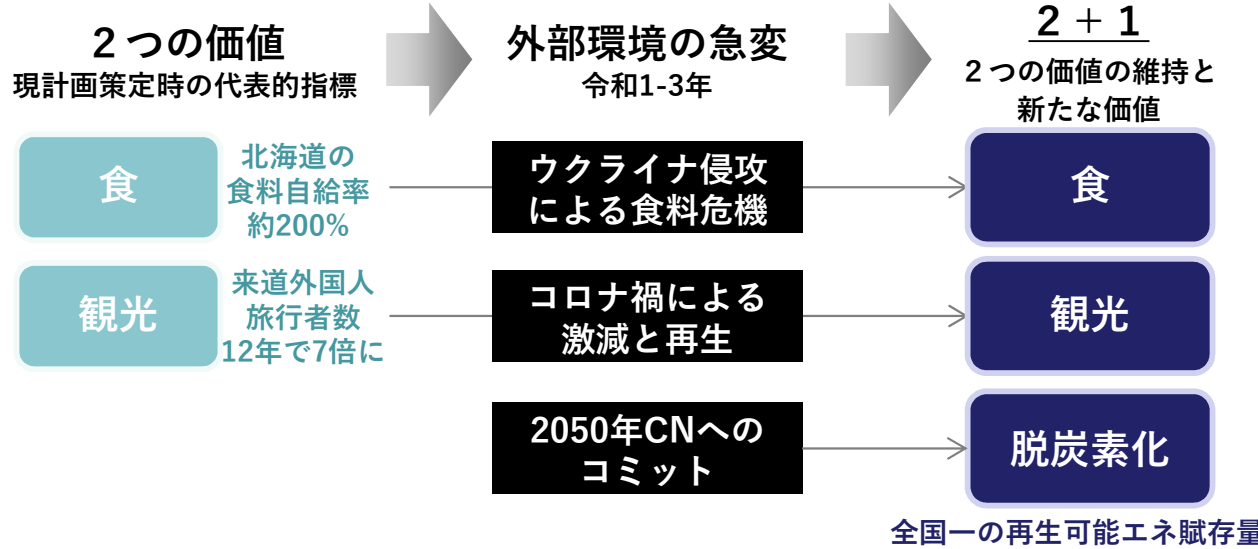 ２つの価値
現計画策定時の代表的指標
外部環境の急変
令和1-3年
２＋１
２つの価値の維持と
新たな価値
食
北海道の
食料自給率
約200%
ウクライナ侵攻
による食料危機
食
観光
来道外国人
旅行者数
12年で7倍に
コロナ禍による
激減と再生
観光
2050年CNへの
コミット
脱炭素化
全国一の再生可能エネ賦存量